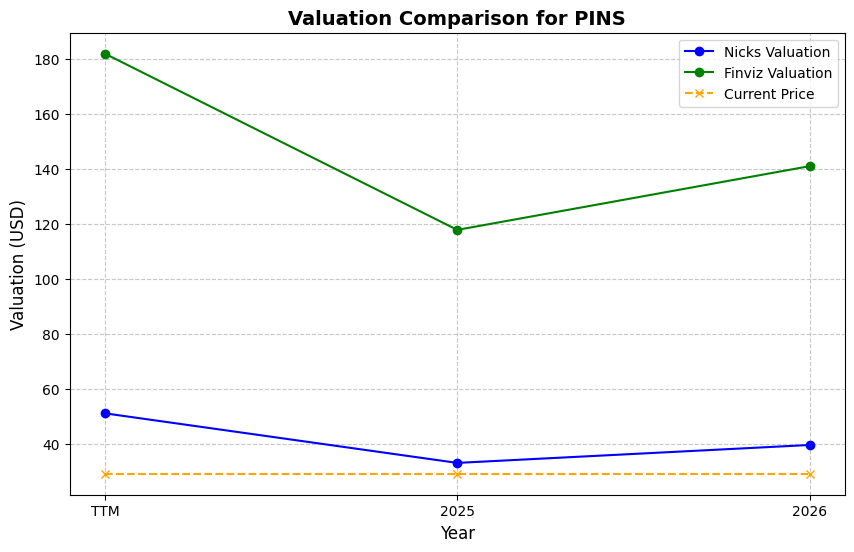 Valuation Comparison for PINS
Nicks Valuation
Finviz Valuation
Current Price
Valuation (USD)
180
160
140
120
100
80
60
40
TTM
2025
2026
Year